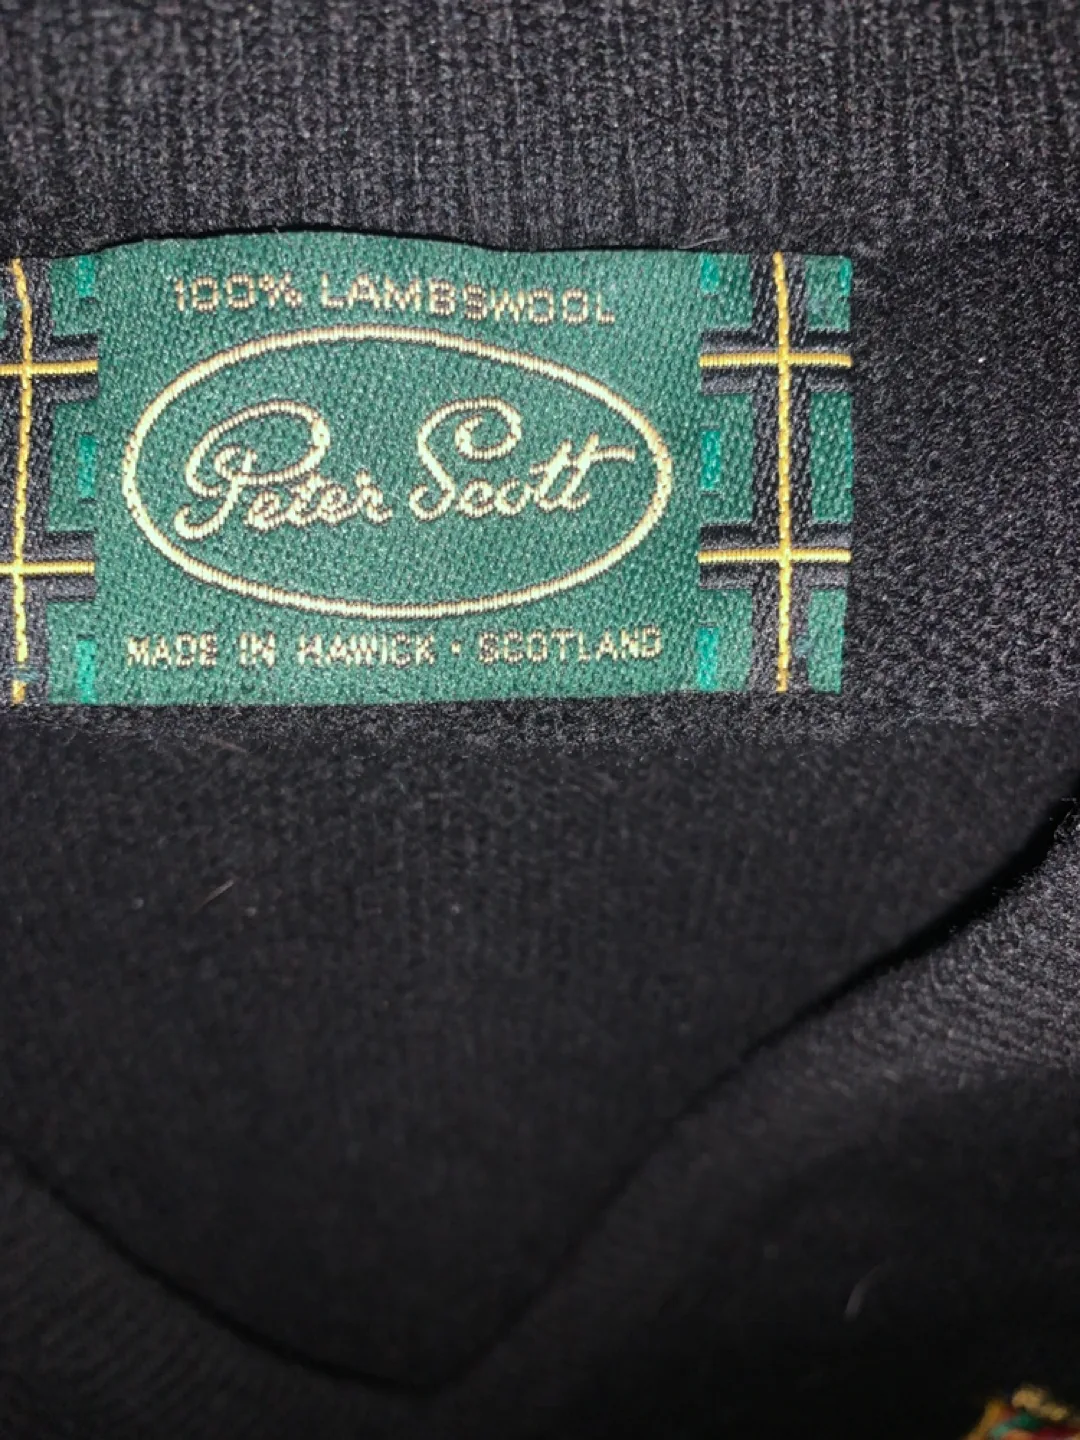 100% LAMBSWOOL
Peter Scott
MADE IN HAWICK • SCOTLAND